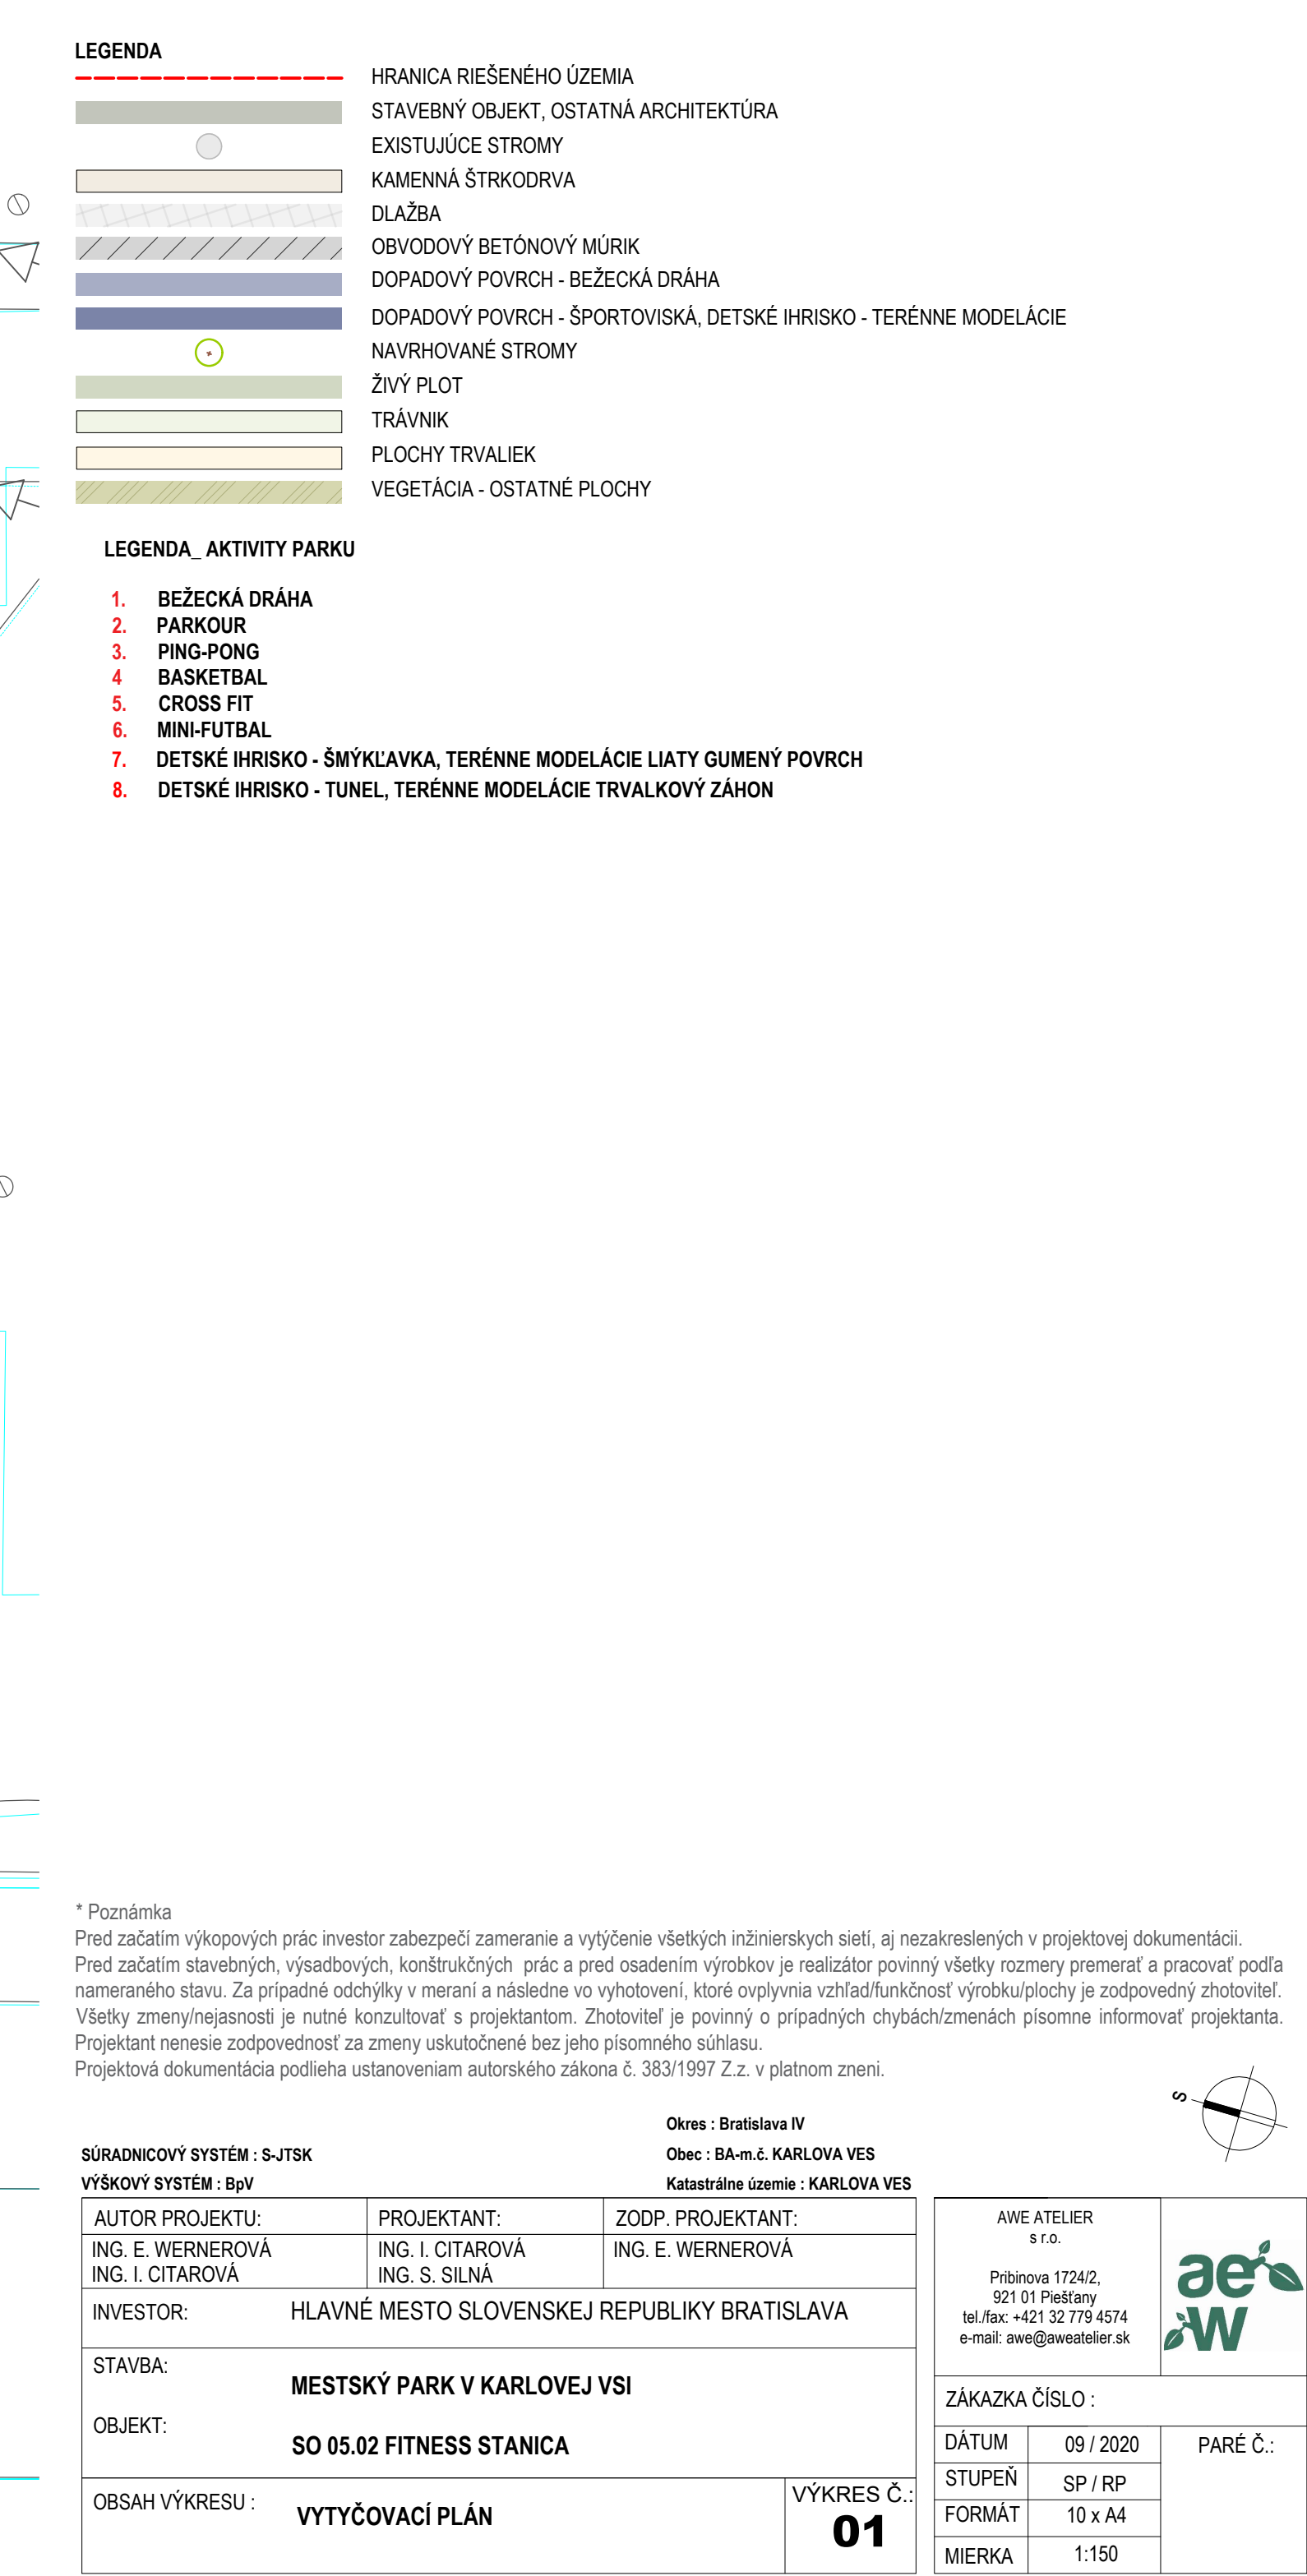 LEGENDA
HRANICA RIEŠENÉHO ÚZEMIA
STAVEBNÝ OBJEKT, OSTATNÁ ARCHITEKTÚRA
EXISTUJÚCE STROMY
KAMENNÁ ŠTRKODRVA
DLAŽBA
OBVODOVÝ BETÓNOVÝ MÚRIK
DOPADOVÝ POVRCH - BEŽECKÁ DRÁHA
DOPADOVÝ POVRCH - ŠPORTOVISKÁ, DETSKÉ IHRISKO - TERÉNNE MODELÁCIE
NAVRHOVANÉ STROMY
ŽIVÝ PLOT
TRÁVNIK
PLOCHY TRVALIEK
VEGETÁCIA - OSTATNÉ PLOCHY
LEGENDA_ AKTIVITY PARKU
1. BEŽECKÁ DRÁHA
2. PARKOUR
3. PING-PONG
4 BASKETBAL
5. CROSS FIT
6. MINI-FUTBAL
7. DETSKÉ IHRISKO - ŠMÝKĽAVKA, TERÉNNE MODELÁCIE LIATY GUMENÝ POVRCH
8. DETSKÉ IHRISKO - TUNEL, TERÉNNE MODELÁCIE TRVALKOVÝ ZÁHON
* Poznámka
Pred začatím výkopových prác investor zabezpečí zameranie a vytýčenie všetkých inžinierskych sietí, aj nezakreslených v projektovej dokumentácii.
Pred začatím stavebných, výsadbových, konštrukčných prác a pred osadením výrobkov je realizátor povinný všetky rozmery premerať a pracovať podľa
nameraného stavu. Za prípadné odchýlky v meraní a následne vo vyhotovení, ktoré ovplyvnia vzhľad/funkčnosť výrobku/plochy je zodpovedný zhotoviteľ.
Všetky zmeny/nejasnosti je nutné konzultovať s projektantom. Zhotoviteľ je povinný o prípadných chybách/zmenách písomne informovať projektanta.
Projektant nenesie zodpovednosť za zmeny uskutočnené bez jeho písomného súhlasu.
Projektová dokumentácia podlieha ustanoveniam autorského zákona č. 383/1997 Z.z. v platnom zneni.
S
Okres : Bratislava IV
SÚRADNICOVÝ SYSTÉM : S-JTSK
Obec : BA-m.č. KARLOVA VES
VÝŠKOVÝ SYSTÉM : BpV
Katastrálne územie : KARLOVA VES
AUTOR PROJEKTU:
PROJEKTANT:
ZODP. PROJEKTANT:
ING. E. WERNEROVÁ
ING. I. CITAROVÁ
ING. I. CITAROVÁ
ING. S. SILNÁ
ING. E. WERNEROVÁ
INVESTOR: HLAVNÉ MESTO SLOVENSKEJ REPUBLIKY BRATISLAVA
STAVBA:
MESTSKÝ PARK V KARLOVEJ VSI
OBJEKT:
SO 05.02 FITNESS STANICA
OBSAH VÝKRESU :
VYTYČOVACÍ PLÁN
VÝKRES Č.:
01
AWE ATELIER
s r.o.
Pribinova 1724/2,
921 01 Piešťany
tel./fax: +421 32 779 4574
e-mail: awe@aweatelier.sk
ae
W
ZÁKAZKA ČÍSLO :
DÁTUM 09 / 2020
PARÉ Č.:
STUPEŇ SP / RP
FORMÁT 10 x A4
MIERKA 1:150